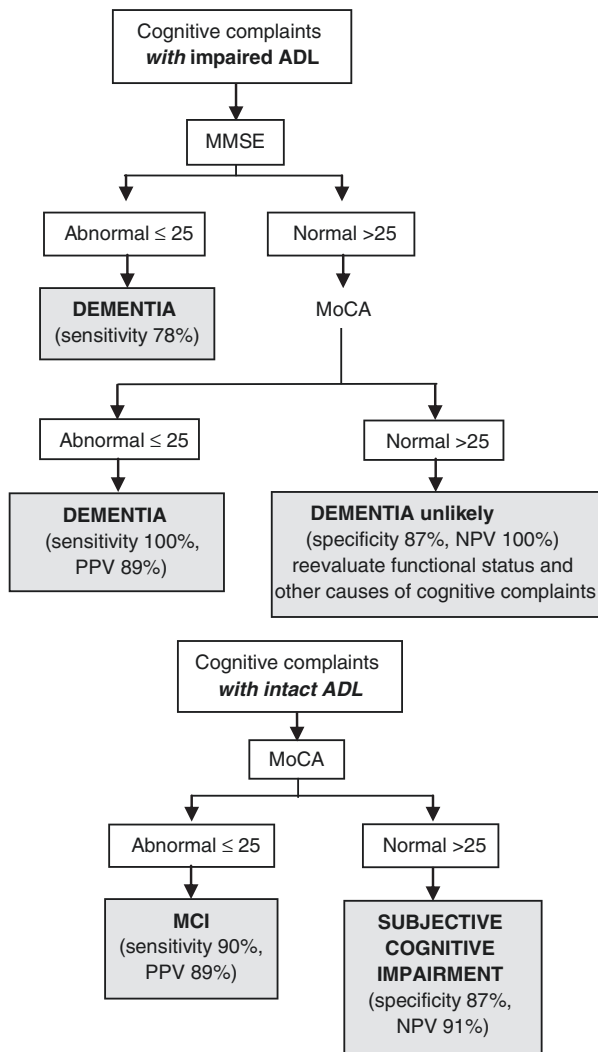 Cognitive complaints
with impaired ADL
MMSE
Abnormal ≤ 25
Normal >25
DEMENTIA
(sensitivity 78%)
MoCA
Abnormal ≤ 25
Normal >25
DEMENTIA
(sensitivity 100%,
PPV 89%)
DEMENTIA unlikely
(specificity 87%, NPV 100%)
reevaluate functional status and
other causes of cognitive complaints
Cognitive complaints
with intact ADL
MoCA
Abnormal ≤ 25
Normal >25
MCI
(sensitivity 90%,
PPV 89%)
SUBJECTIVE
COGNITIVE
IMPAIRMENT
(specificity 87%,
NPV 91%)